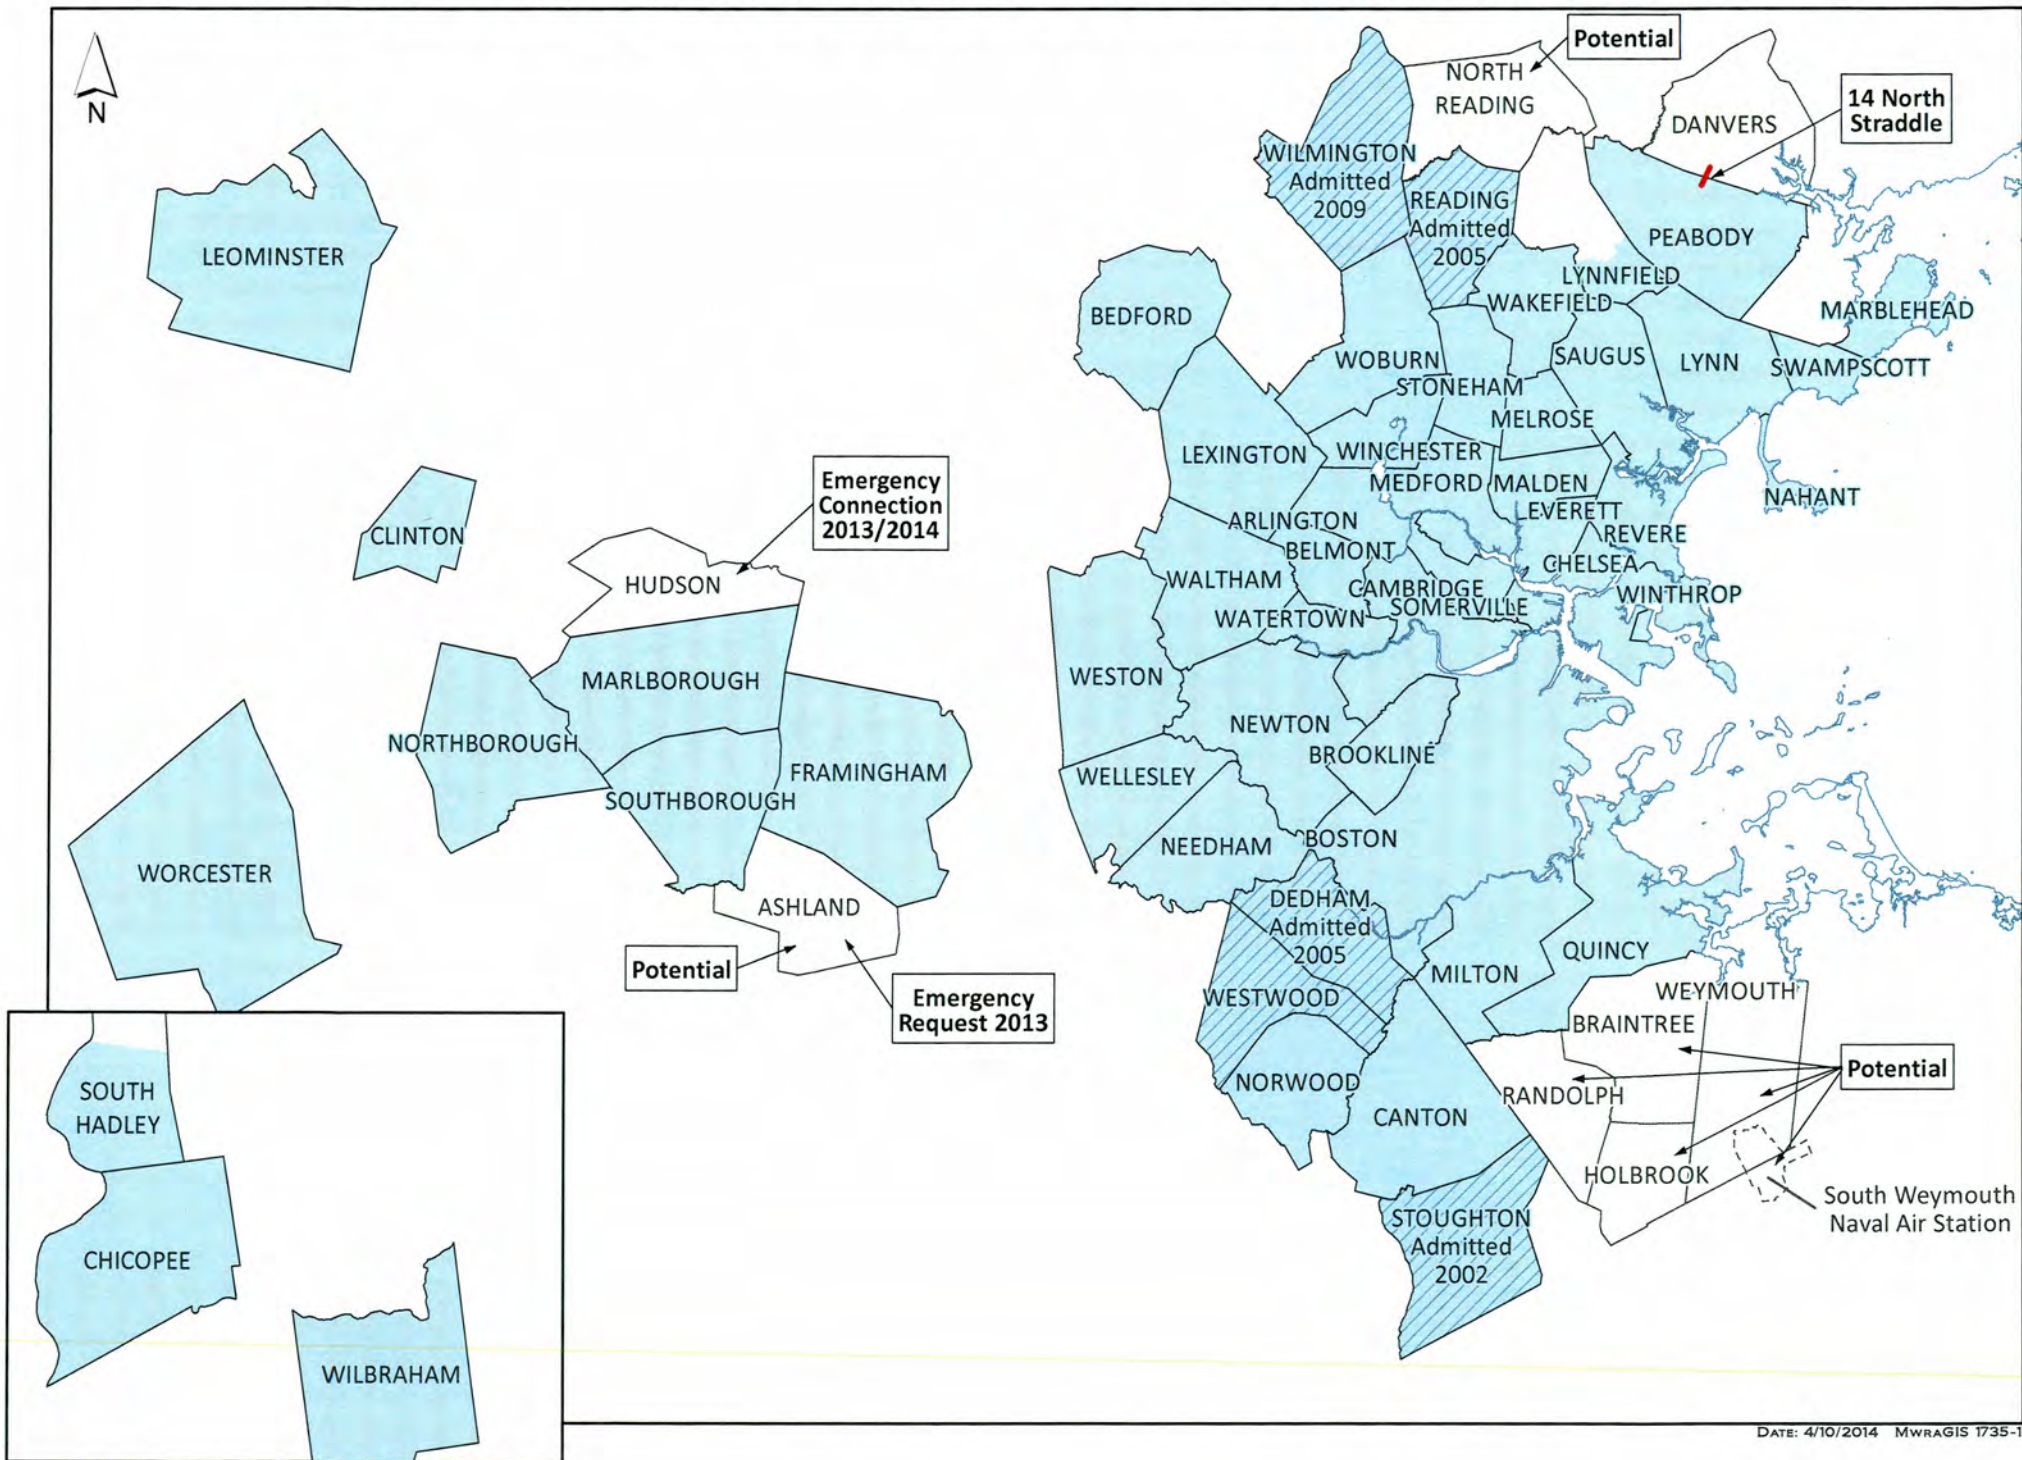 N
Potential
NORTH
READING
DANVERS
14 North
Straddle
WILMINGTON
Admitted
2009
READING
Admitted
2005
PEABODY
LYNNFIELD
WAKEFIELD
MARBLEHEAD
LEOMINSTER
BEDFORD
WOBURN
SAUGUS
LYNN
SWAMPSCOTT
STONEHAM
MELROSE
LEXINGTON
WINCHESTER
MEDFORD
MALDEN
NAHANT
Emergency
Connection
2013/2014
CLINTON
ARLINGTON
LEVERETT
REVERE
BELMONT
CHELSEA
HUDSON
WALTHAM
CAMBRIDGE
WINTHROP
SOMERVILLE
WATERTOWN
MARLBOROUGH
WESTON
NORTHBOROUGH
NEWTON
BROOKLINE
FRAMINGHAM
WELLESLEY
SOUTHBOROUGH
BOSTON
NEEDHAM
WORCESTER
ASHLAND
DEDHAM
Admitted
2005
Potential
QUINCY
MILTON
Emergency
Request 2013
WESTWOOD
WEYMOUTH
BRAINTREE
Potential
NORWOOD
RANDOLPH
CANTON
HOLBROOK
South Weymouth
Naval Air Station
STOUGHTON
Admitted
2002
SOUTH
HADLEY
CHICOPEE
WILBRAHAM
DATE: 4/10/2014 MWRAGIS 1735-1